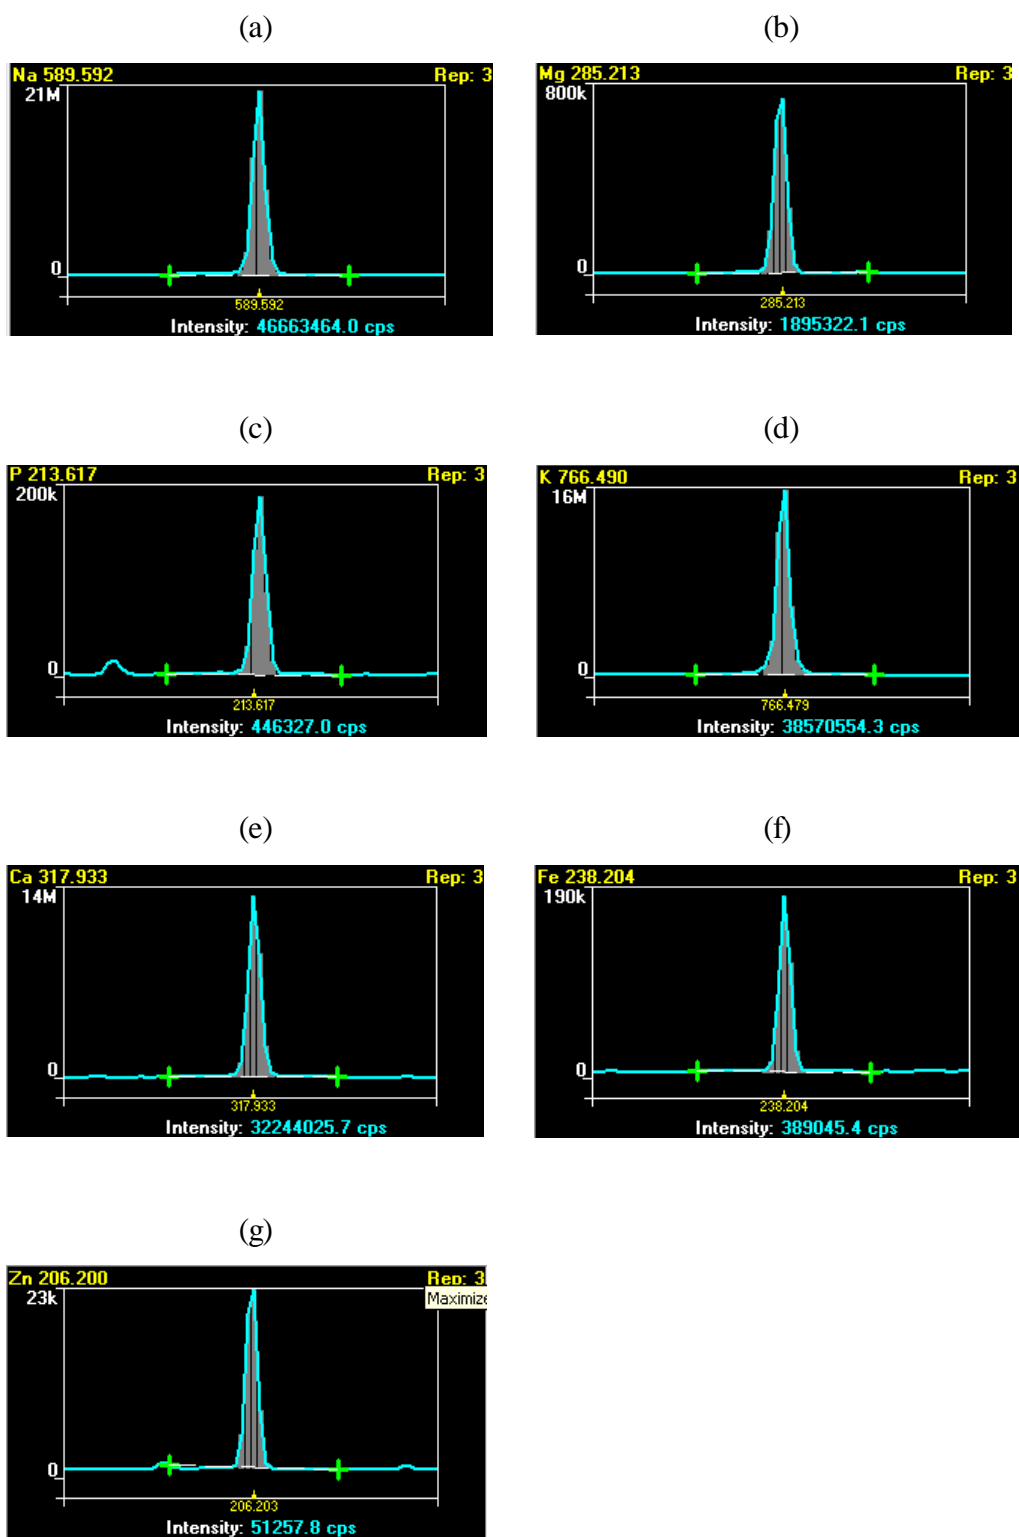 (a)
(b)
Na 589.592 Rep: 3
21M
0
589.592
Intensity: 46663464.0 cps
Mg 285.213 Rep: 3
800k
0
285.213
Intensity: 1895322.1 cps
(c)
(d)
P 213.617 Rep: 3
200k
0
213.617
Intensity: 446327.0 cps
K 766.490 Rep: 3
16M
0
766.479
Intensity: 38570554.3 cps
(e)
(f)
Ca 317.933 Rep: 3
14M
0
317.933
Intensity: 32244025.7 cps
Fe 238.204 Rep: 3
190k
0
238.204
Intensity: 389045.4 cps
(g)
Zn 206.200 Rep: 3
Maximize
23k
0
206.203
Intensity: 51257.8 cps